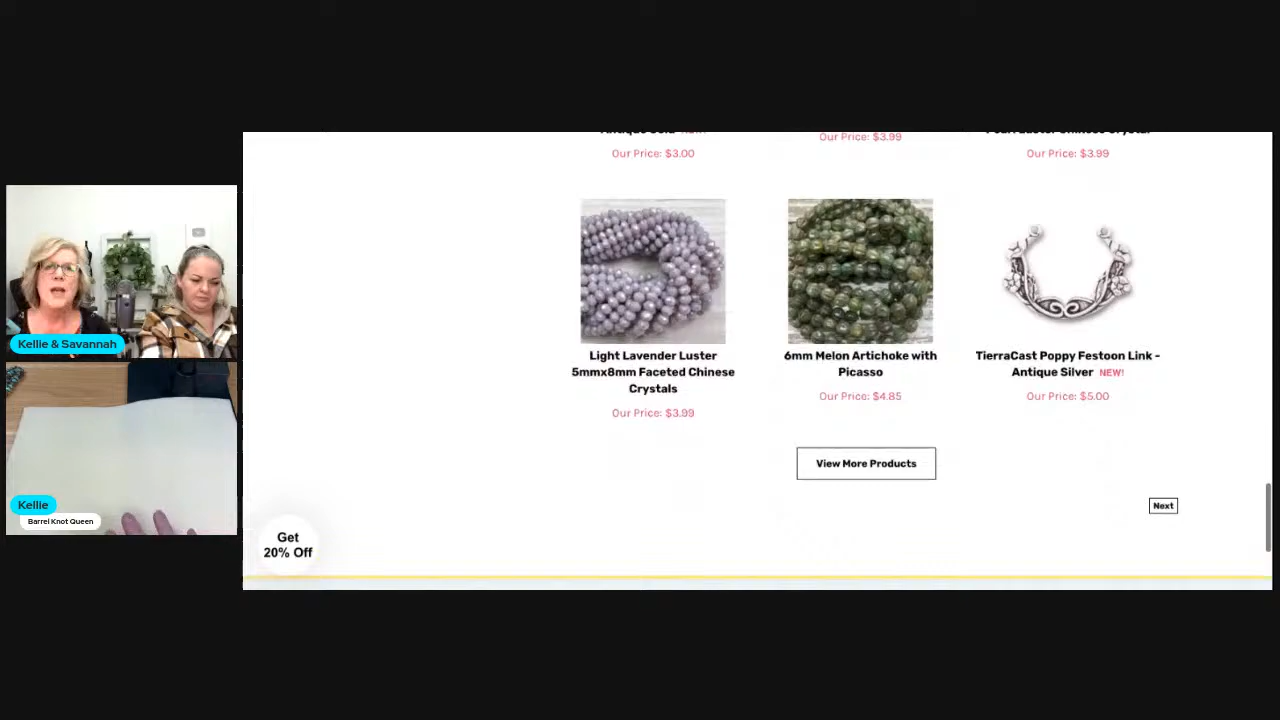 Our Price: $3.00
Our Price: $3.99
Our Price: $3.99
Light Lavender Luster
5mmx8mm Faceted Chinese
Crystals
Our Price: $3.99
6mm Melon Artichoke with
Picasso
Our Price: $4.85
TierraCast Poppy Festoon Link -
Antique Silver NEW!
Our Price: $5.00
View More Products
Next
Get
20% Off
Kellie & Savannah
Kellie
Barrel Knot Queen